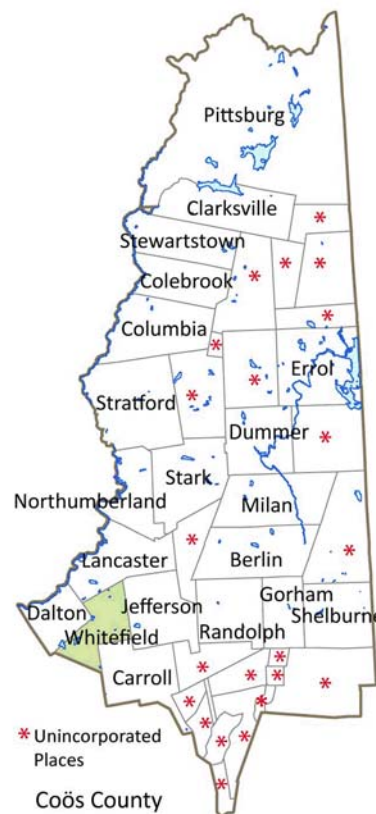 Pittsburg
Clarksville
Stewartstown
Colebrook
Columbia
Errol
Stratford
Dummer
Stark
Northumberland
Milan
Lancaster
Berlin
Gorham
Jefferson
Shelburne
Dalton
Whitefield
Randolph
Carroll
* Unincorporated
Places
Coös County